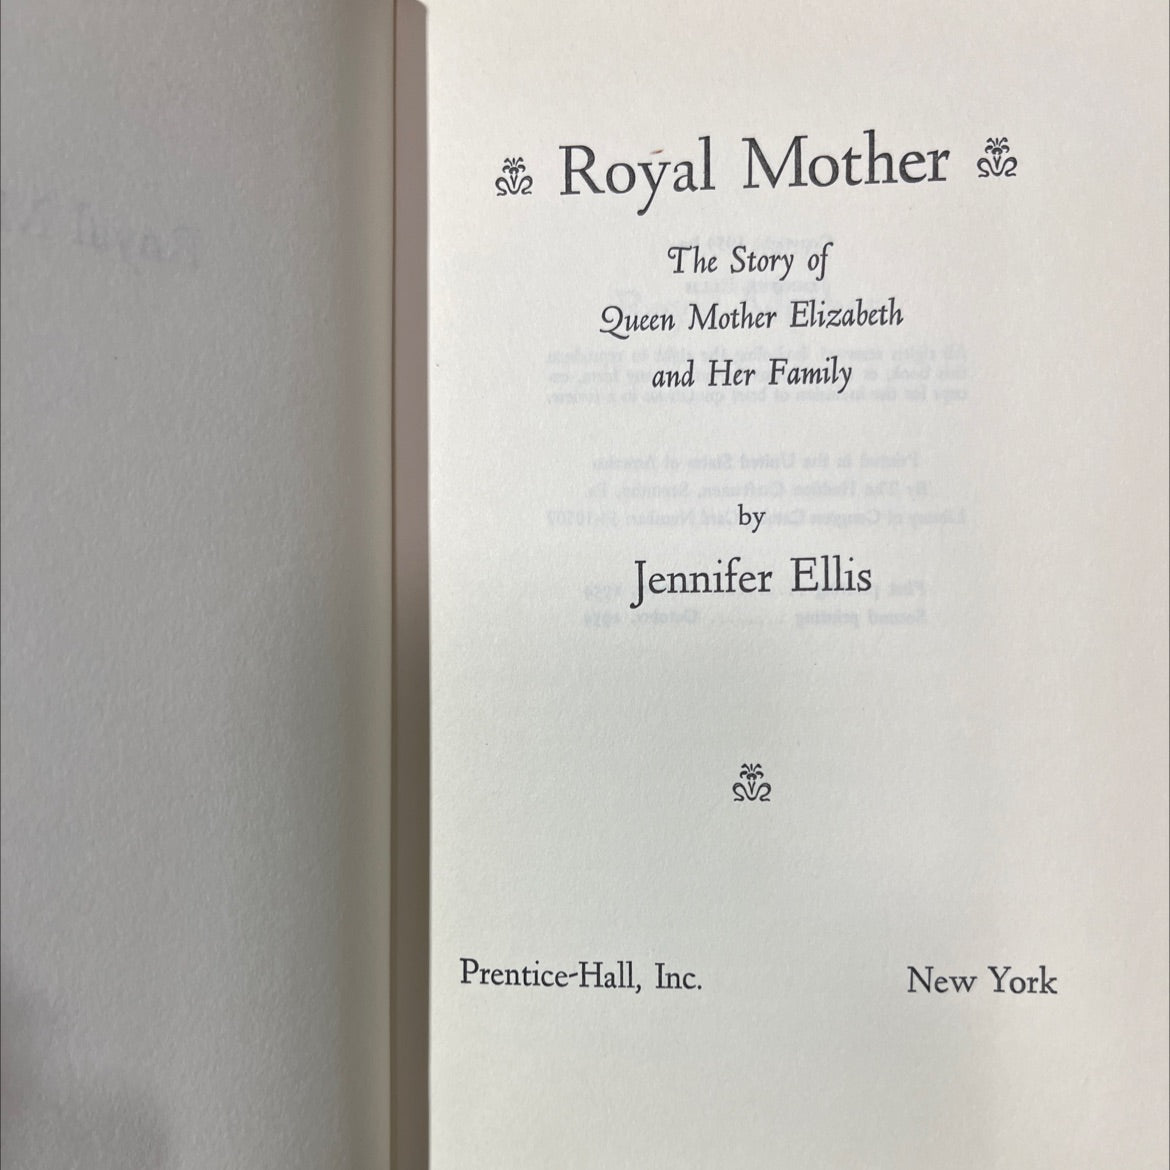 Royal Mother
The Story of
Queen Mother Elizabeth
and Her Family
by
Jennifer Ellis
Prentice-Hall, Inc. New York